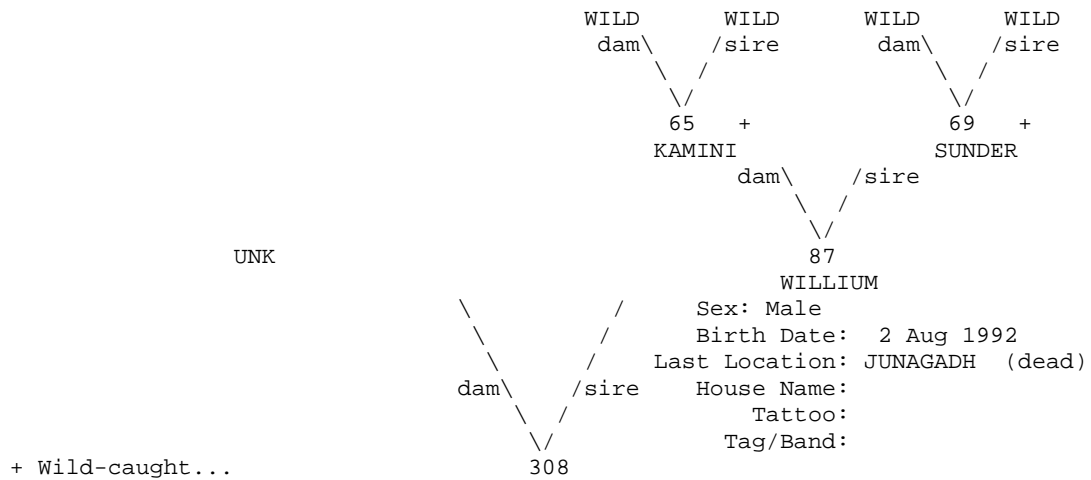 WILD WILD WILD WILD
dam\ /sire dam\ /sire
\ / \ /
\/ \/
65 + 69 +
KAMINI SUNDER
dam\ /sire
\ /
\/
UNK 87
WILLIUM
\ / Sex: Male
\ / Birth Date: 2 Aug 1992
\ / Last Location: JUNAGADH (dead)
dam\ /sire House Name:
\ / Tattoo:
\/ Tag/Band:
+ Wild-caught... 308